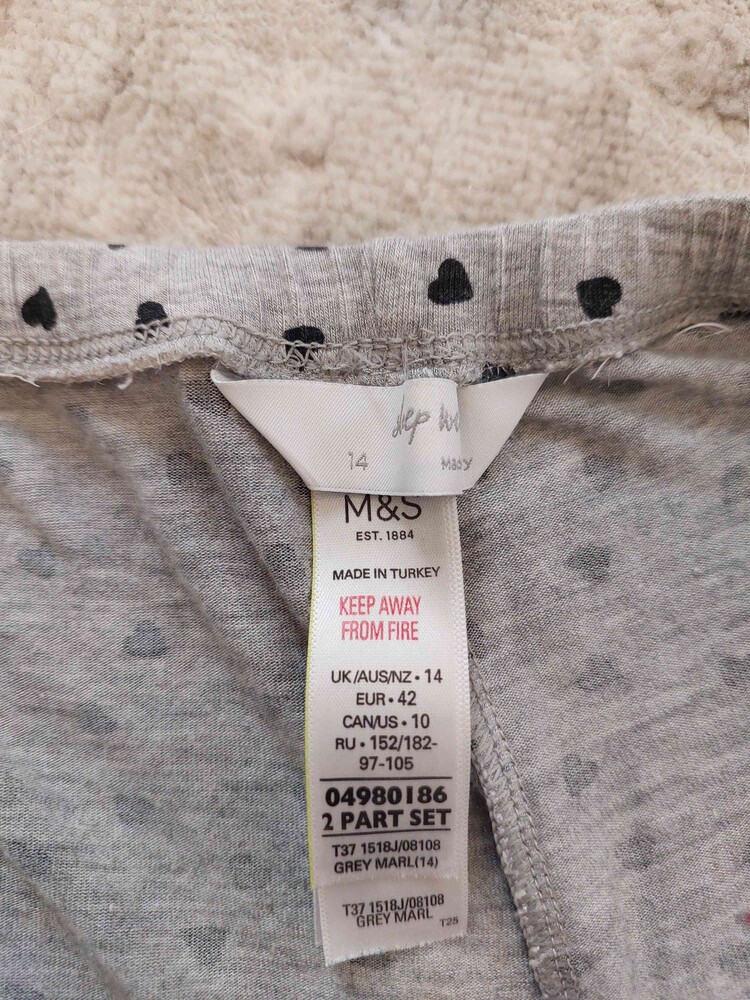 14
M&S
EST. 1884
MADE IN TURKEY
KEEP AWAY
FROM FIRE
UK/AUS/NZ • 14
EUR • 42
CAN/US • 10
RU • 152/182-
97-105
04980186
2 PART SET
T37 1518J/08108
GREY MARL(14)
T37 1518J/08108
GREY MARL
T25